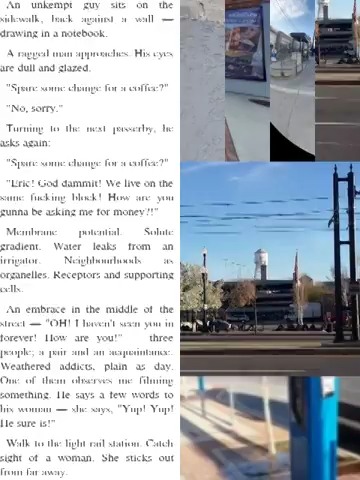 An unkempt guy sits on the
sidewalk, back against a wall —
drawing in a notebook.
A ragged man approaches. His eyes
are dull and glazed.
"Spare some change for a coffee?"
"No, sorry."
Turning to the next passerby, he
asks again:
"Spare some change for a coffee?"
"Eric! God dammit! We live on the
same fucking block! How are you
gunna be asking me for money?!"
Membrane potential. Solute
gradient. Water leaks from an
irrigator. Neighbourhoods as
organelles. Receptors and supporting
cells.
An embrace in the middle of the
street — "OH! I haven't seen you in
forever! How are you!" — three
people; a pair and an acquaintance.
Weathered addicts, plain as day.
One of them observes me filming
something. He says a few words to
his woman — she says, "Yup! Yup!
He sure is!"
Walk to the light rail station. Catch
sight of a woman. She sticks out
from far away.